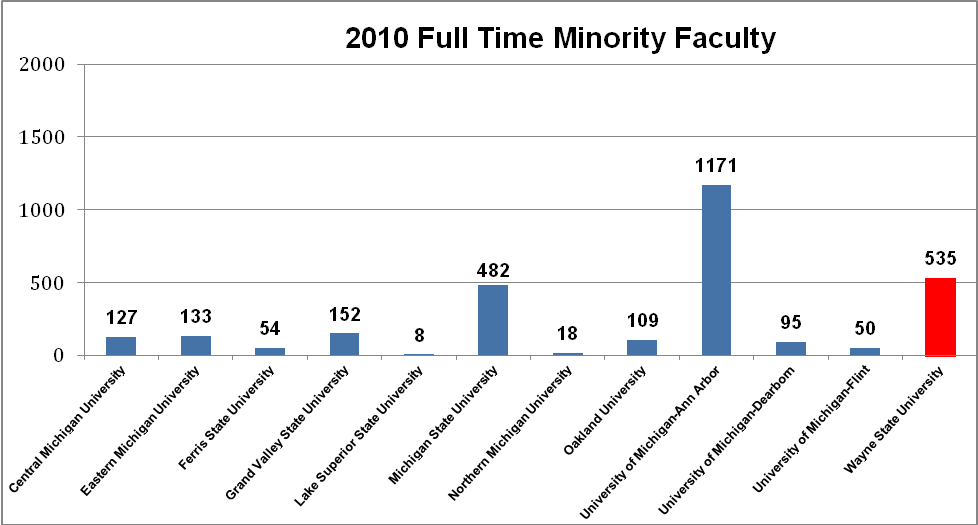 2010 Full Time Minority Faculty
2000
1500
1000
500
0
127
133
54
152
8
482
18
109
1171
95
50
535
Central Michigan University
Eastern Michigan University
Ferris State University
Grand Valley State University
Lake Superior State University
Michigan State University
Northern Michigan University
Oakland University
University of Michigan-Ann Arbor
University of Michigan-Dearborn
University of Michigan-Flint
Wayne State University